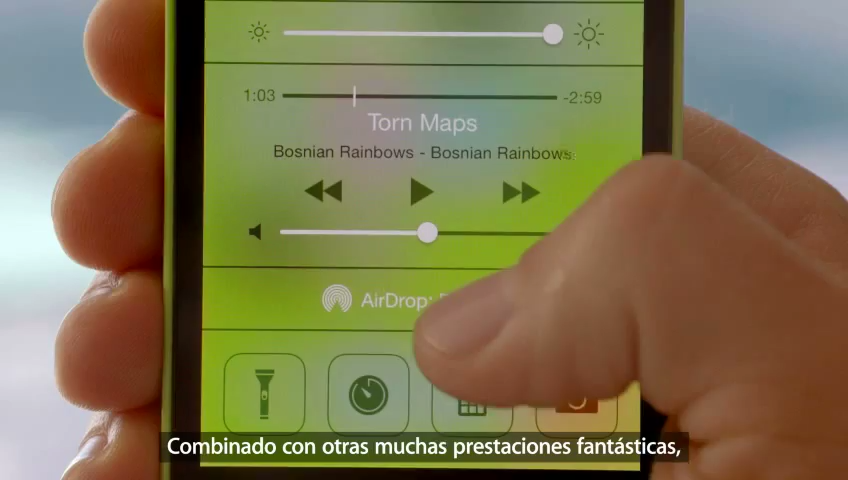 1:03 -2:59
Torn Maps
Bosnian Rainbows - Bosnian Rainbows
AirDrop:
Combinado con otras muchas prestaciones fantásticas,